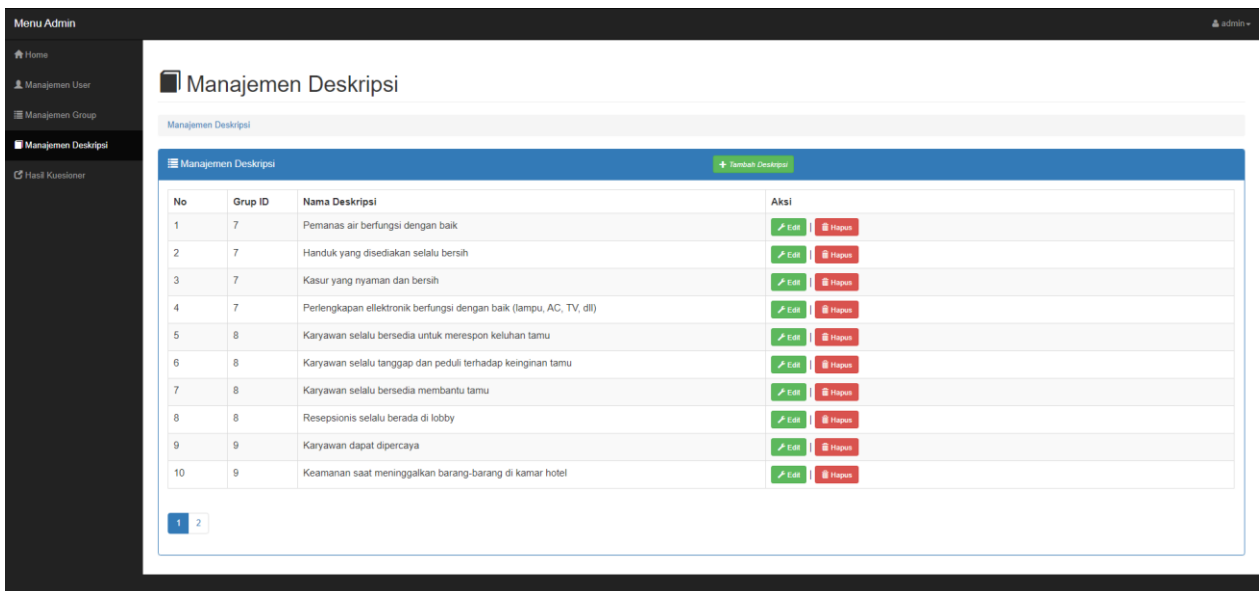 Menu Admin
admin
Home
Manajemen User
Manajemen Group
Manajemen Deskripsi
Hasil Kuesioner
Manajemen Deskripsi
Manajemen Deskripsi
Manajemen Deskripsi
+ Tambah Deskripsi
No Grup ID Nama Deskripsi Aksi
1 7 Pemanas air berfungsi dengan baik Edit | Hapus
2 7 Handuk yang disediakan selalu bersih Edit | Hapus
3 7 Kasur yang nyaman dan bersih Edit | Hapus
4 7 Perlengkapan ellektronik berfungsi dengan baik (lampu, AC, TV, dll) Edit | Hapus
5 8 Karyawan selalu bersedia untuk merespon keluhan tamu Edit | Hapus
6 8 Karyawan selalu tanggap dan peduli terhadap keinginan tamu Edit | Hapus
7 8 Karyawan selalu bersedia membantu tamu Edit | Hapus
8 8 Resepsionis selalu berada di lobby Edit | Hapus
9 9 Karyawan dapat dipercaya Edit | Hapus
10 9 Keamanan saat meninggalkan barang-barang di kamar hotel Edit | Hapus
1 2